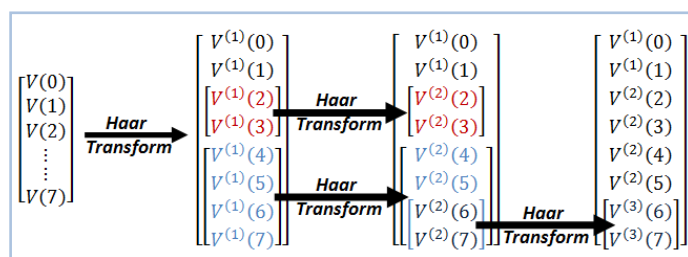 V(0)
V(1)
V(2)
⋮
⋮
V(7)
Haar
Transform
V⁽¹⁾(0)
V⁽¹⁾(1)
V⁽¹⁾(2)
V⁽¹⁾(3)
V⁽¹⁾(4)
V⁽¹⁾(5)
V⁽¹⁾(6)
V⁽¹⁾(7)
Haar
Transform
Haar
Transform
V⁽¹⁾(0)
V⁽¹⁾(1)
V⁽²⁾(2)
V⁽²⁾(3)
V⁽²⁾(4)
V⁽²⁾(5)
V⁽²⁾(6)
V⁽²⁾(7)
Haar
Transform
V⁽¹⁾(0)
V⁽¹⁾(1)
V⁽²⁾(2)
V⁽²⁾(3)
V⁽²⁾(4)
V⁽²⁾(5)
V⁽³⁾(6)
V⁽³⁾(7)